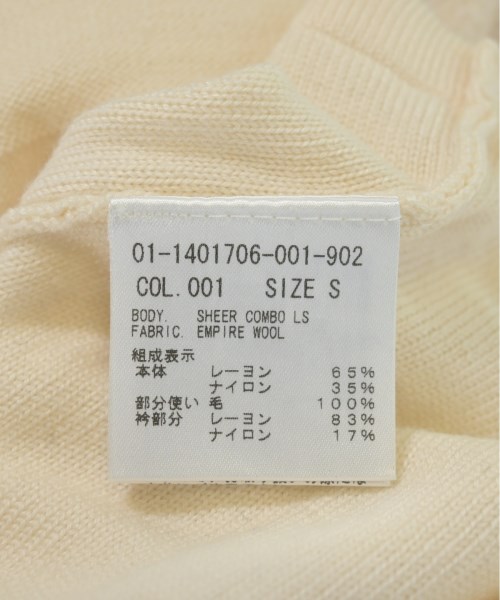 01-1401706-001-902
COL.001 SIZE S
BODY. SHEER COMBO LS
FABRIC. EMPIRE WOOL
組成表示
本体 レーヨン 65%
ナイロン 35%
部分使い 毛 100%
衿部分 レーヨン 83%
ナイロン 17%